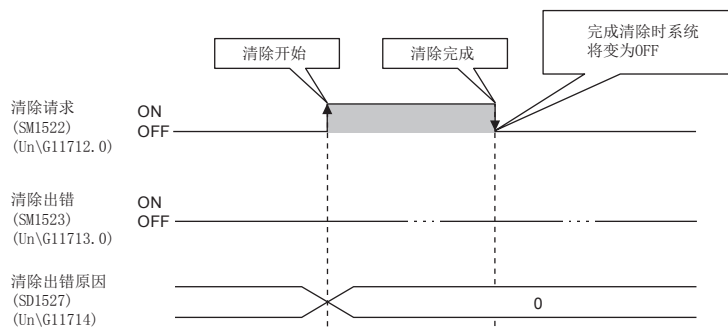 清除开始
清除完成
完成清除时系统
将变为OFF
清除请求
(SM1522)
(Un\G11712.0)
ON
OFF
清除出错
(SM1523)
(Un\G11713.0)
ON
OFF
清除出错原因
(SD1527)
(Un\G11714)
0